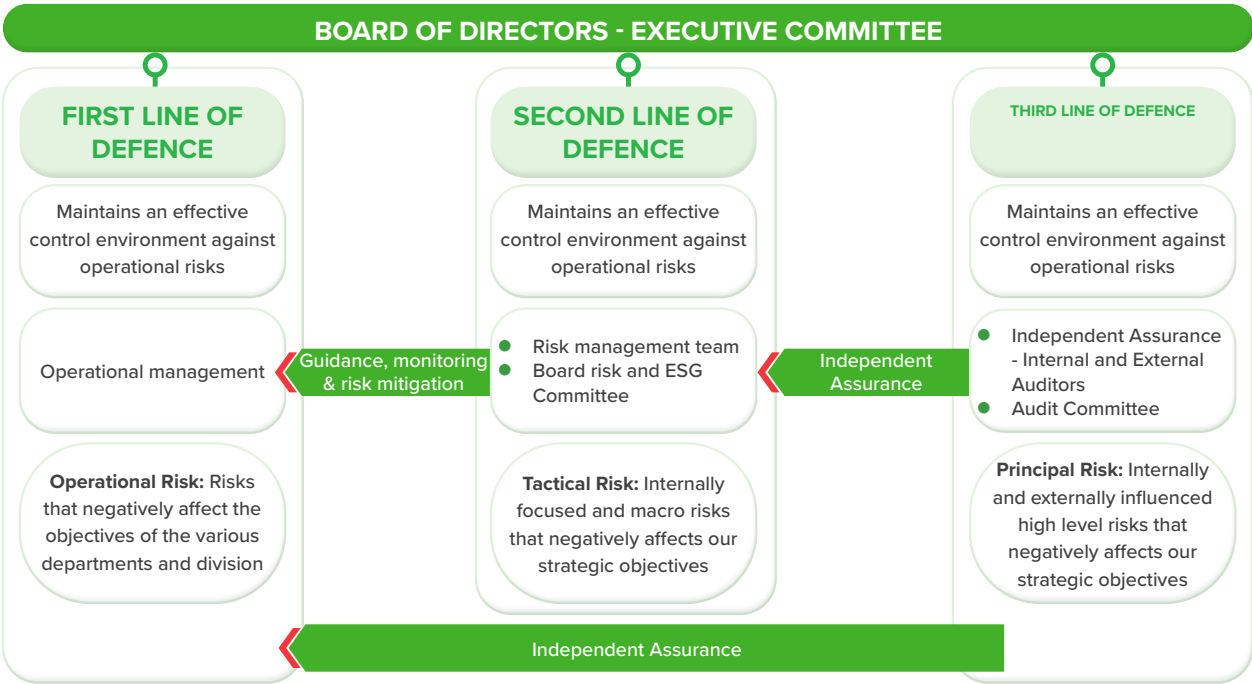 BOARD OF DIRECTORS - EXECUTIVE COMMITTEE
FIRST LINE OF
DEFENCE
Maintains an effective
control environment against
operational risks
Operational management
Operational Risk: Risks
that negatively affect the
objectives of the various
departments and division
Guidance, monitoring
& risk mitigation
SECOND LINE OF
DEFENCE
Maintains an effective
control environment against
operational risks
● Risk management team
● Board risk and ESG
Committee
Tactical Risk: Internally
focused and macro risks
that negatively affects our
strategic objectives
Independent
Assurance
THIRD LINE OF DEFENCE
Maintains an effective
control environment against
operational risks
● Independent Assurance
- Internal and External
Auditors
● Audit Committee
Principal Risk: Internally
and externally influenced
high level risks that
negatively affects our
strategic objectives
Independent Assurance